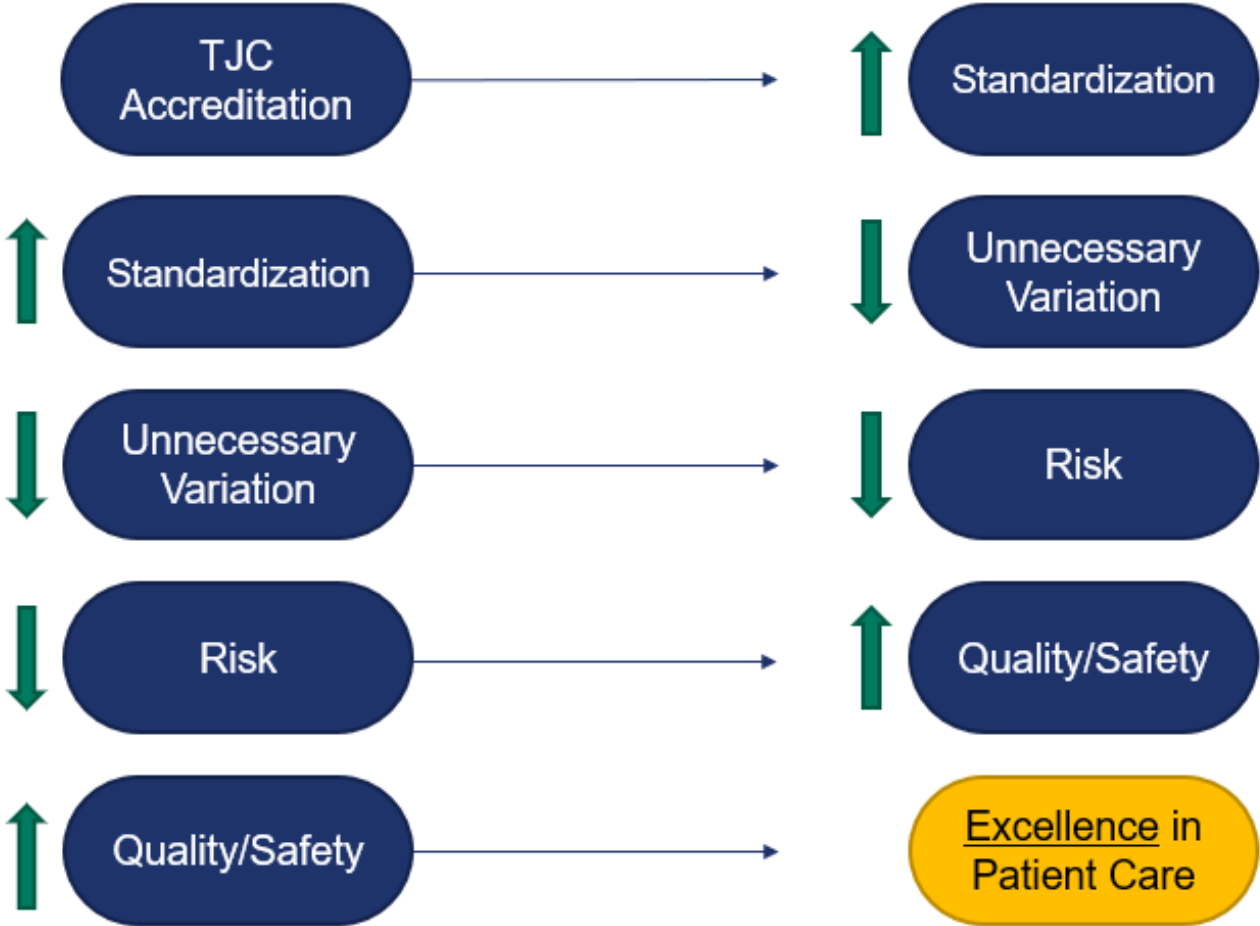 TJC
Accreditation
Standardization
Standardization
Unnecessary
Variation
Unnecessary
Variation
Risk
Risk
Quality/Safety
Quality/Safety
Excellence in
Patient Care